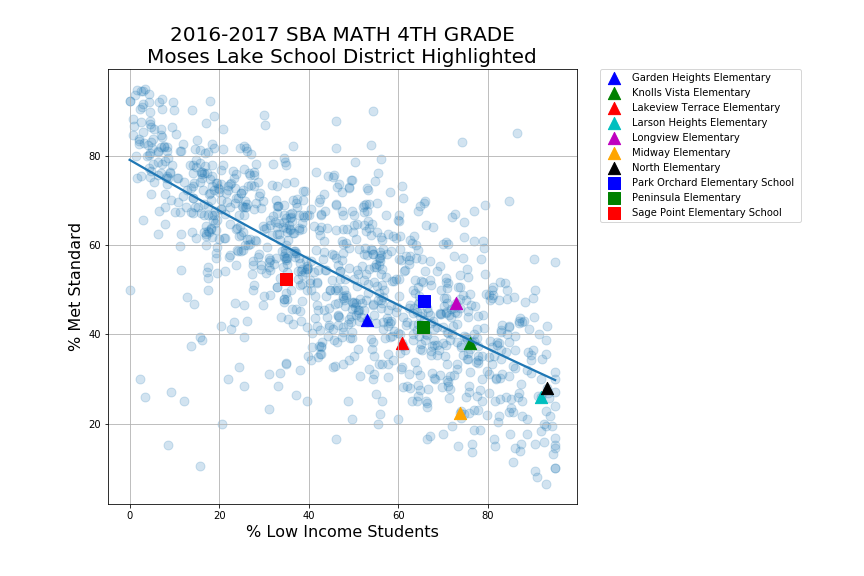 2016-2017 SBA MATH 4TH GRADE
Moses Lake School District Highlighted
Garden Heights Elementary
Knolls Vista Elementary
Lakeview Terrace Elementary
Larson Heights Elementary
Longview Elementary
Midway Elementary
North Elementary
Park Orchard Elementary School
Peninsula Elementary
Sage Point Elementary School
% Met Standard
80
60
40
20
0 20 40 60 80
% Low Income Students